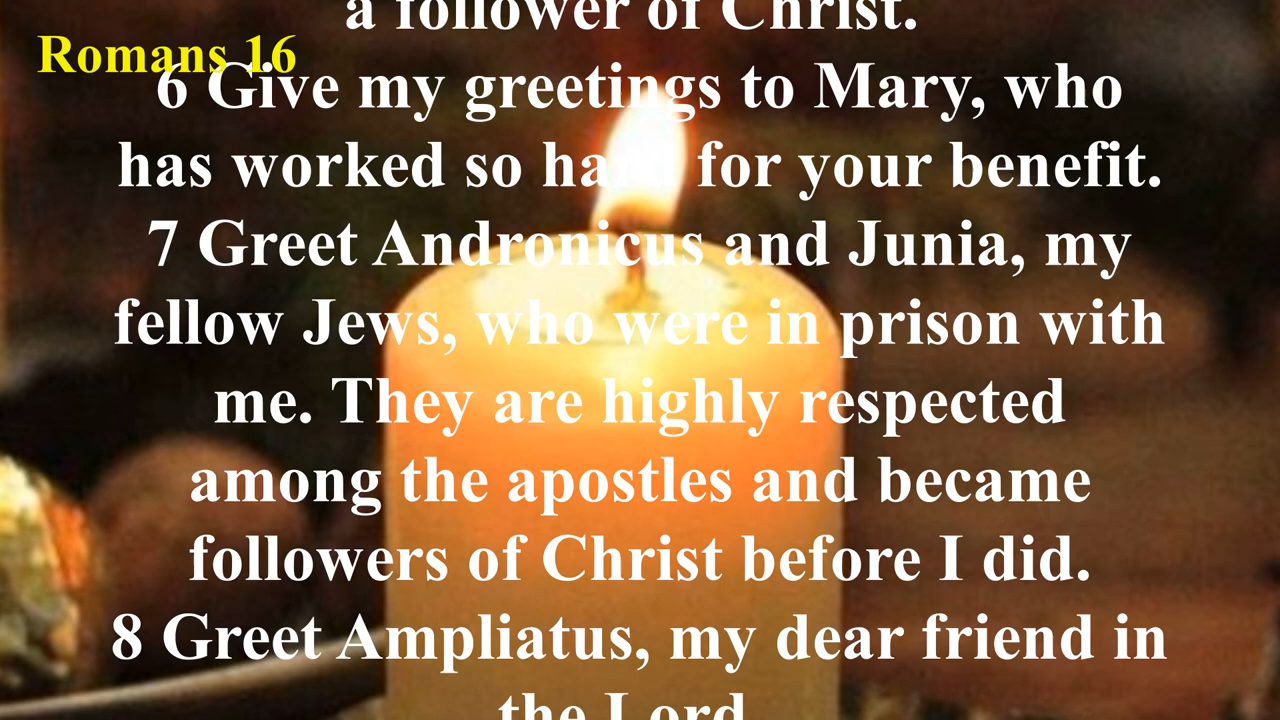 a follower of Christ.
Romans 16
6 Give my greetings to Mary, who
has worked so hard for your benefit.
7 Greet Andronicus and Junia, my
fellow Jews, who were in prison with
me. They are highly respected
among the apostles and became
followers of Christ before I did.
8 Greet Ampliatus, my dear friend in
the Lord.